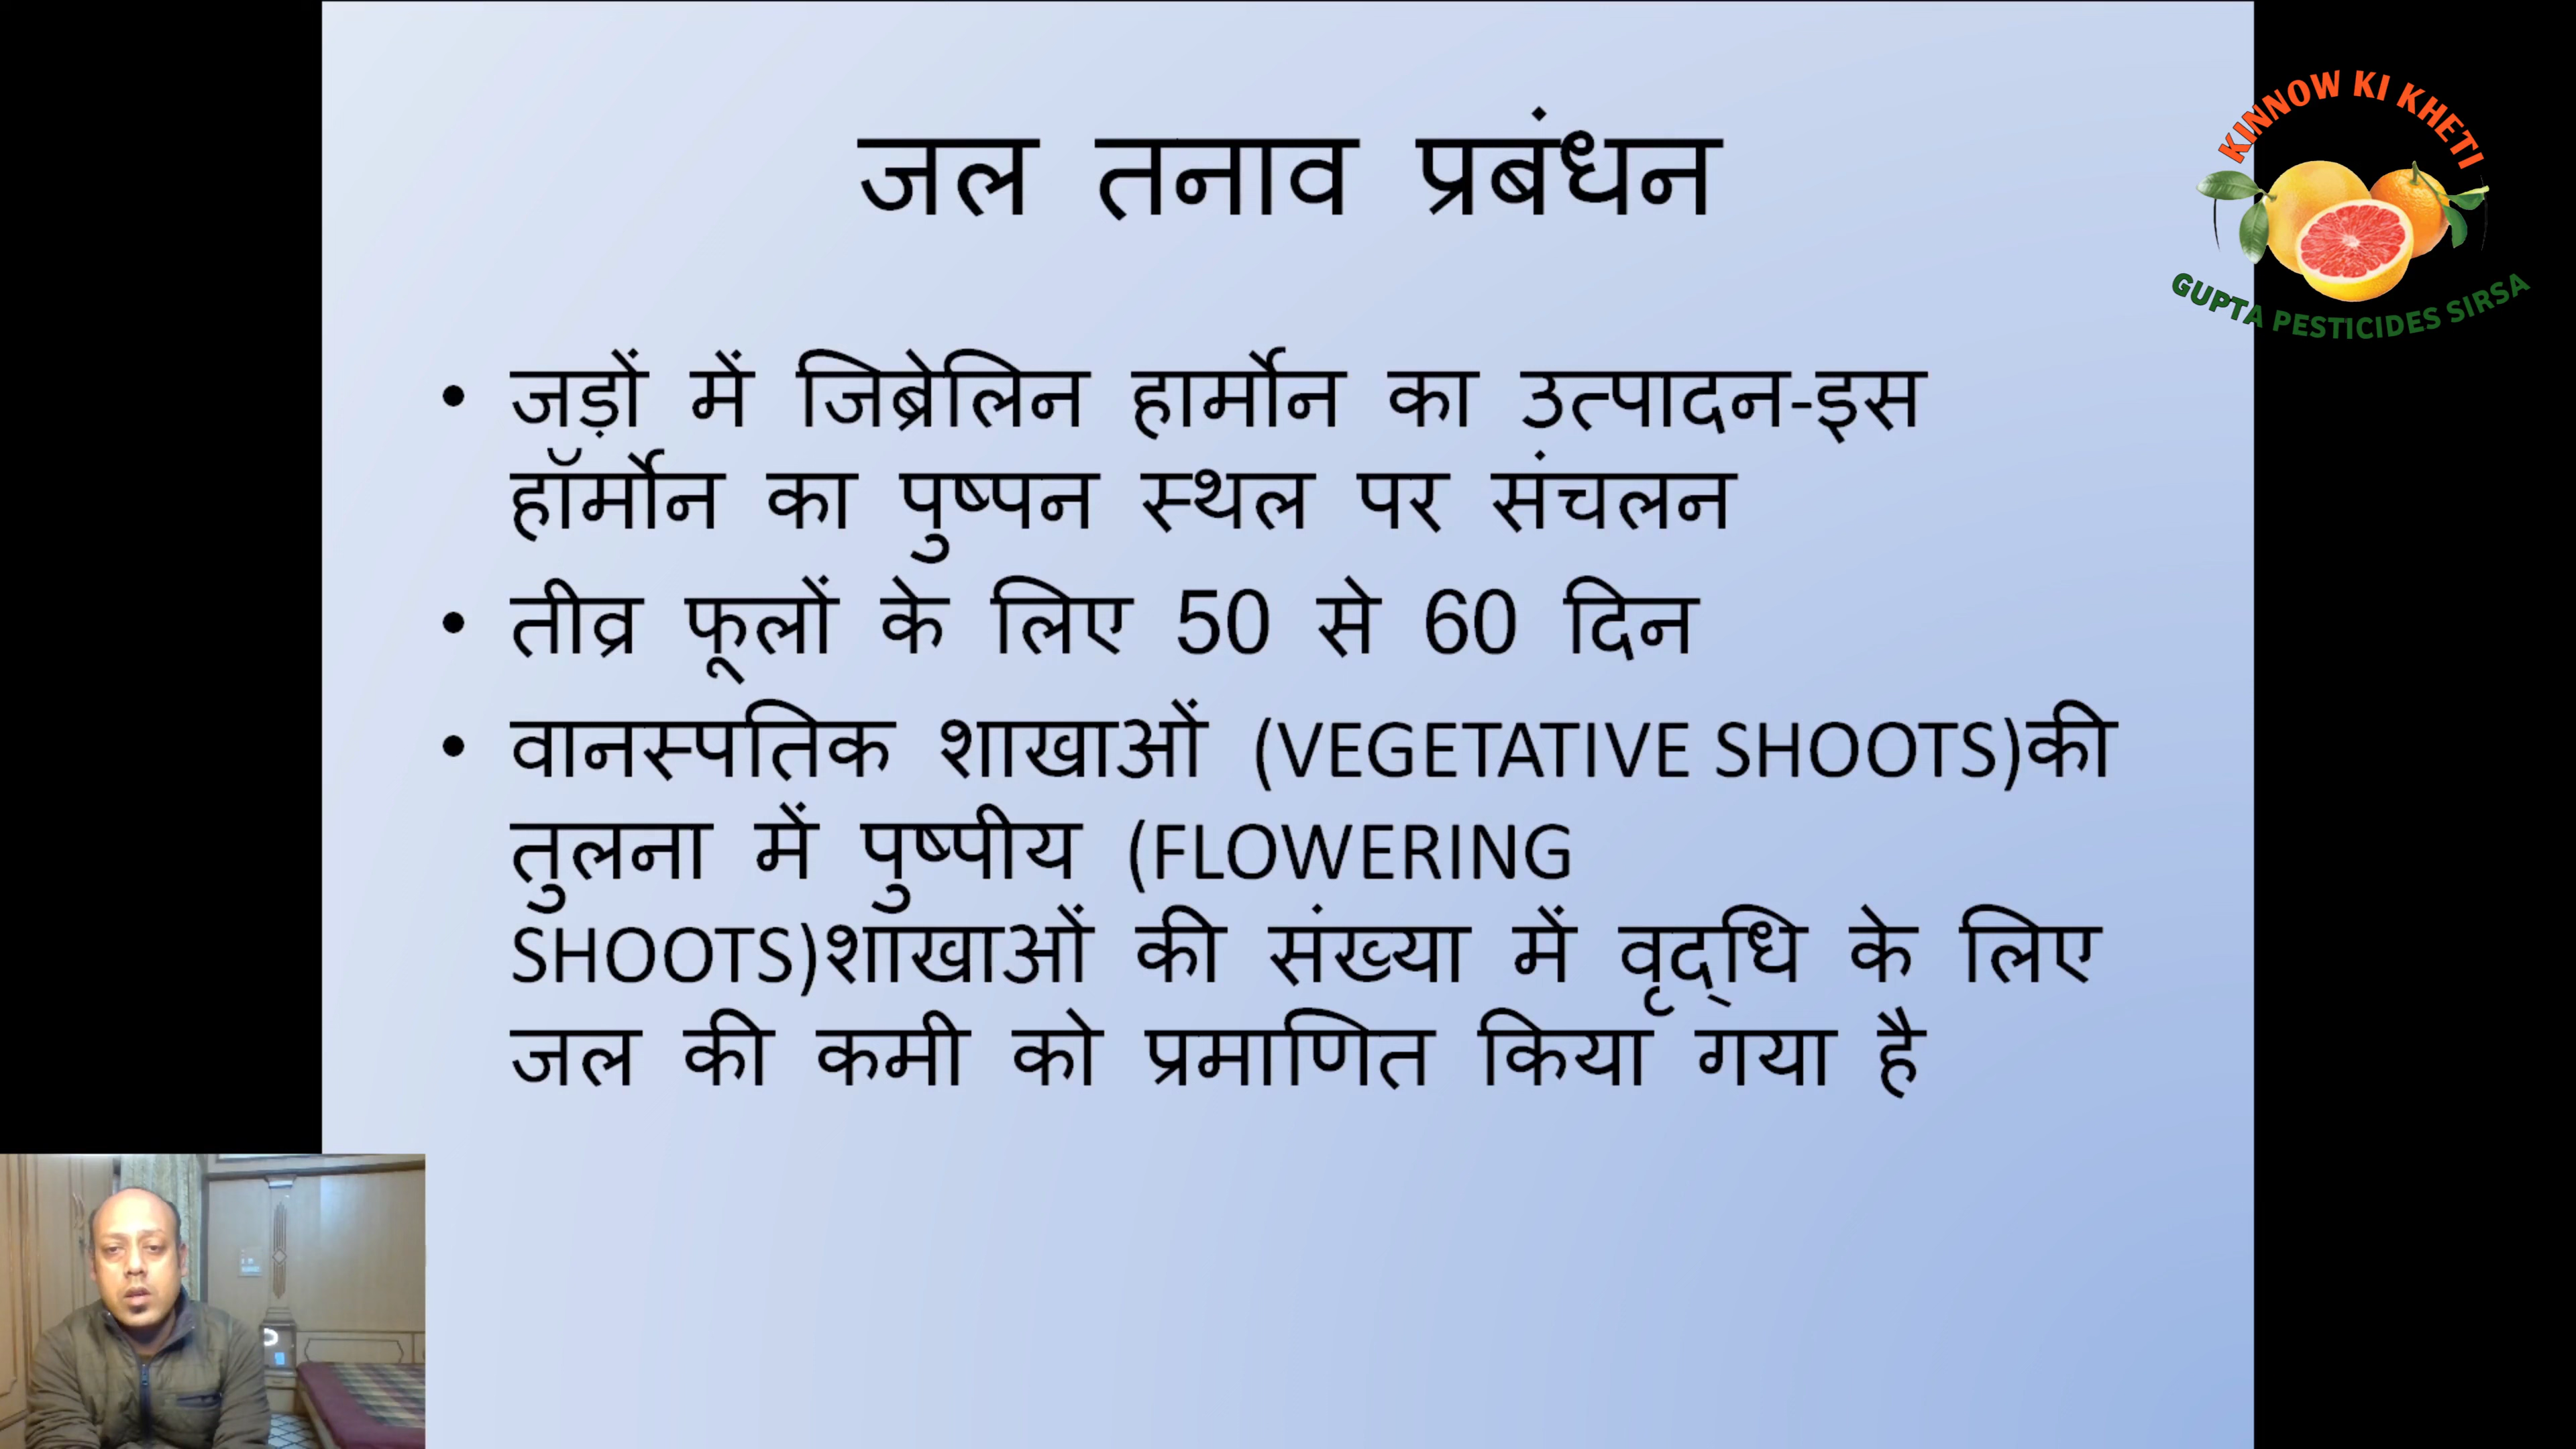 जल तनाव प्रबंधन
KINNOW KI KHETI
GUPTA PESTICIDES SIRSA
• जड़ों में जिब्रेलिन हार्मोन का उत्पादन-इस
हॉर्मोन का पुष्पन स्थल पर संचलन
• तीव्र फूलों के लिए 50 से 60 दिन
• वानस्पतिक शाखाओं (VEGETATIVE SHOOTS)की
तुलना में पुष्पीय (FLOWERING
SHOOTS)शाखाओं की संख्या में वृद्धि के लिए
जल की कमी को प्रमाणित किया गया है